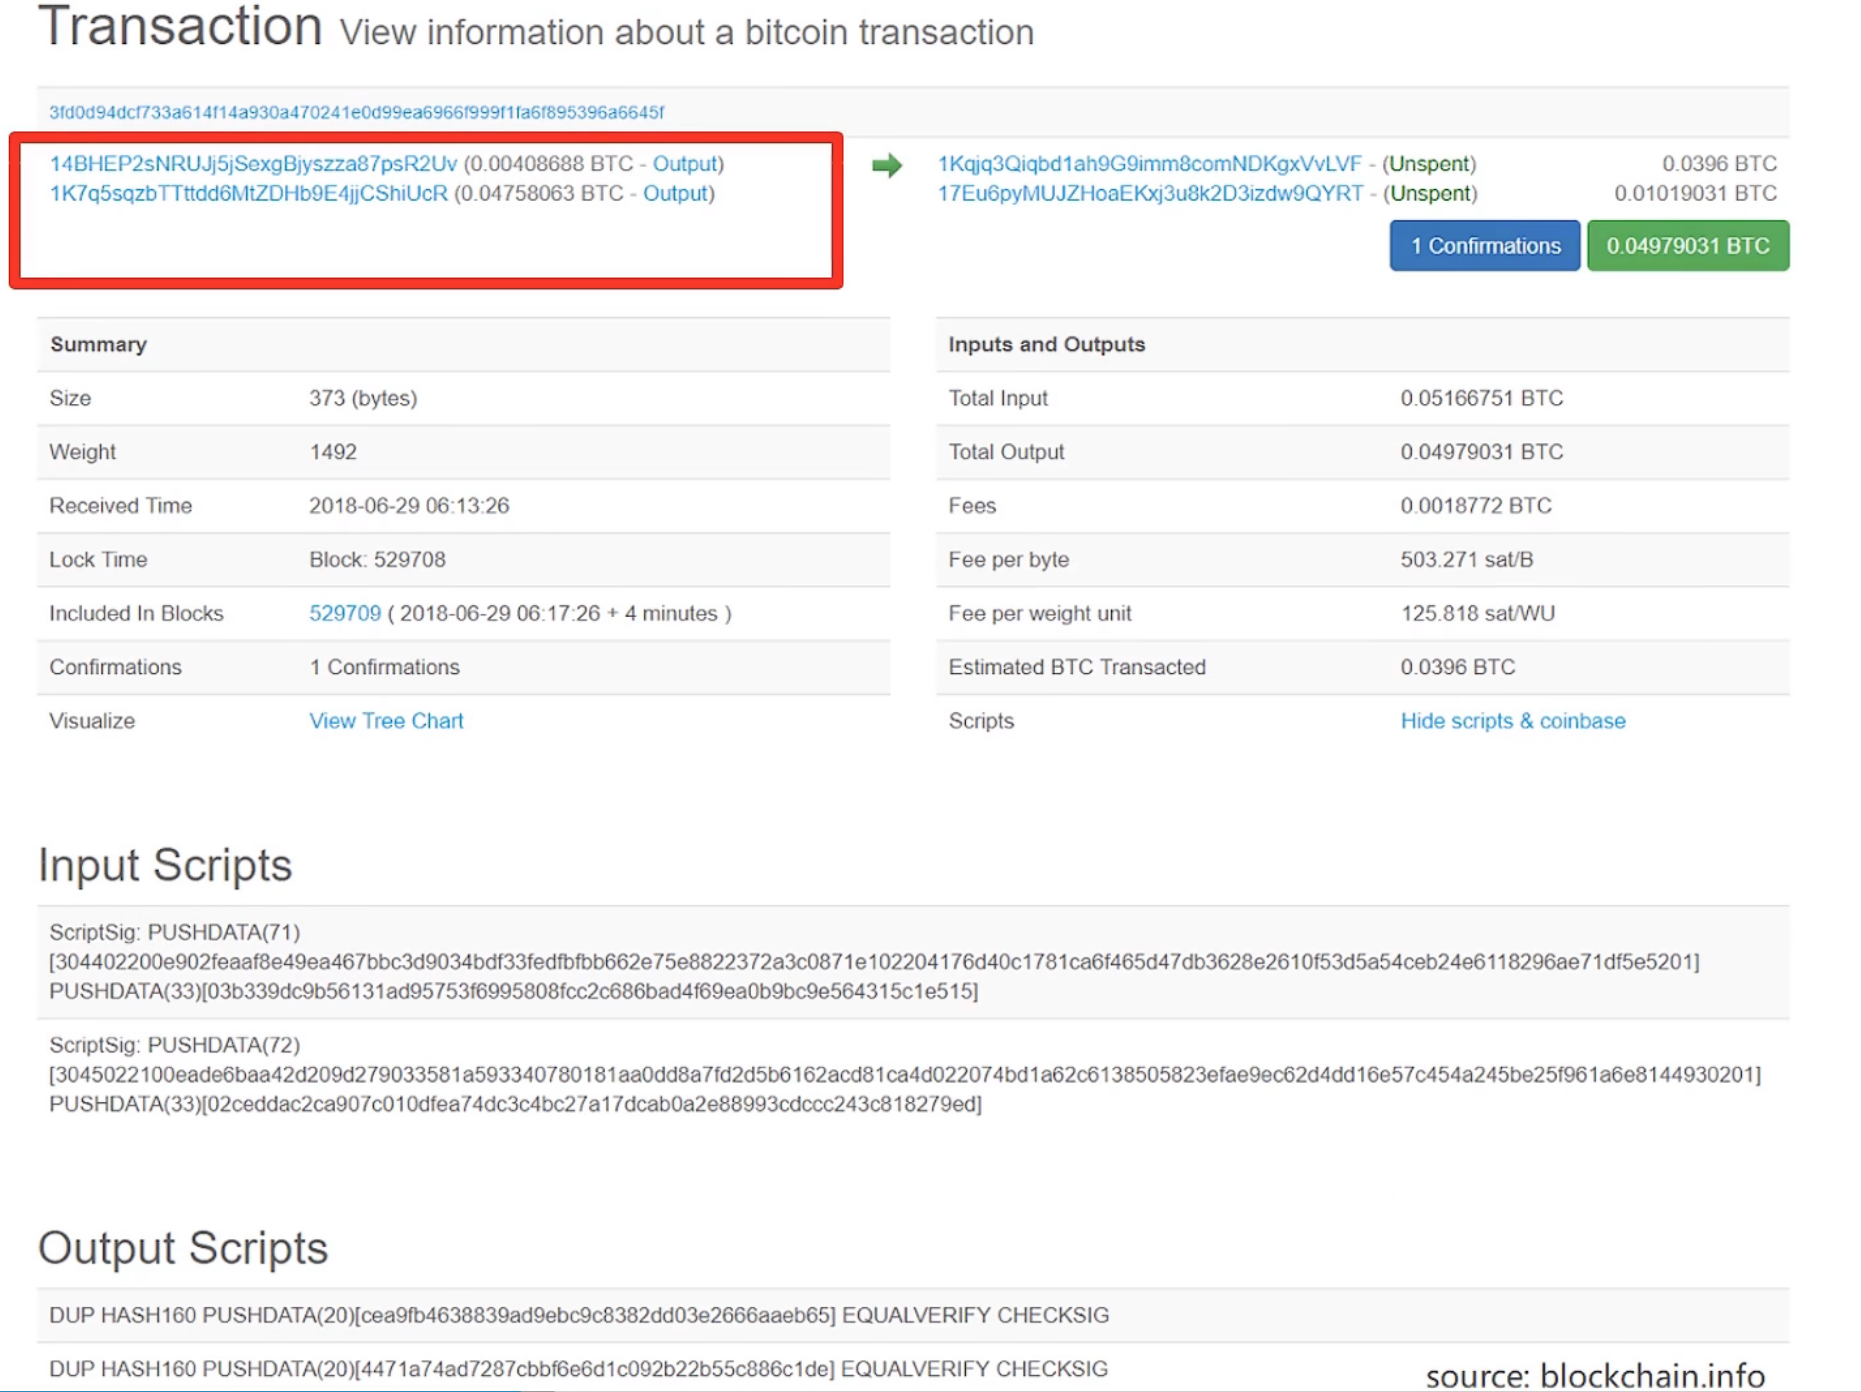 Transaction View information about a bitcoin transaction
3fd0d94dcf733a614f14a930a470241e0d99ea6966f999f1fa6f895396a6645f
14BHEP2sNRUJj5jSexgBjyszza87psR2Uv (0.00408688 BTC - Output)
1K7q5sqzbTTttdd6MtZDHb9E4jjCShiUcR (0.04758063 BTC - Output)
1Kqjq3Qiqbd1ah9G9imm8comNDKgxVvLVF - (Unspent) 0.0396 BTC
17Eu6pyMUJZHoaEKxj3u8k2D3izdw9QYRT - (Unspent) 0.01019031 BTC
1 Confirmations 0.04979031 BTC
Summary
Size 373 (bytes)
Weight 1492
Received Time 2018-06-29 06:13:26
Lock Time Block: 529708
Included In Blocks 529709 ( 2018-06-29 06:17:26 + 4 minutes )
Confirmations 1 Confirmations
Visualize View Tree Chart
Inputs and Outputs
Total Input 0.05166751 BTC
Total Output 0.04979031 BTC
Fees 0.0018772 BTC
Fee per byte 503.271 sat/B
Fee per weight unit 125.818 sat/WU
Estimated BTC Transacted 0.0396 BTC
Scripts Hide scripts & coinbase
Input Scripts
ScriptSig: PUSHDATA(71)
[304402200e902feaaf8e49ea467bbc3d9034bdf33fedfbfbb662e75e8822372a3c0871e102204176d40c1781ca6f465d47db3628e2610f53d5a54ceb24e6118296ae71df5e5201]
PUSHDATA(33)[03b339dc9b56131ad95753f6995808fcc2c686bad4f69ea0b9bc9e564315c1e515]
ScriptSig: PUSHDATA(72)
[3045022100eade6baa42d209d279033581a593340780181aa0dd8a7fd2d5b6162acd81ca4d022074bd1a62c6138505823efae9ec62d4dd16e57c454a245be25f961a6e8144930201]
PUSHDATA(33)[02ceddac2ca907c010dfea74dc3c4bc27a17dcab0a2e88993cdccc243c818279ed]
Output Scripts
DUP HASH160 PUSHDATA(20)[cea9fb4638839ad9ebc9c8382dd03e2666aaeb65] EQUALVERIFY CHECKSIG
DUP HASH160 PUSHDATA(20)[4471a74ad7287cbbf6e6d1c092b22b55c886c1de] EQUALVERIFY CHECKSIG
source: blockchain.info